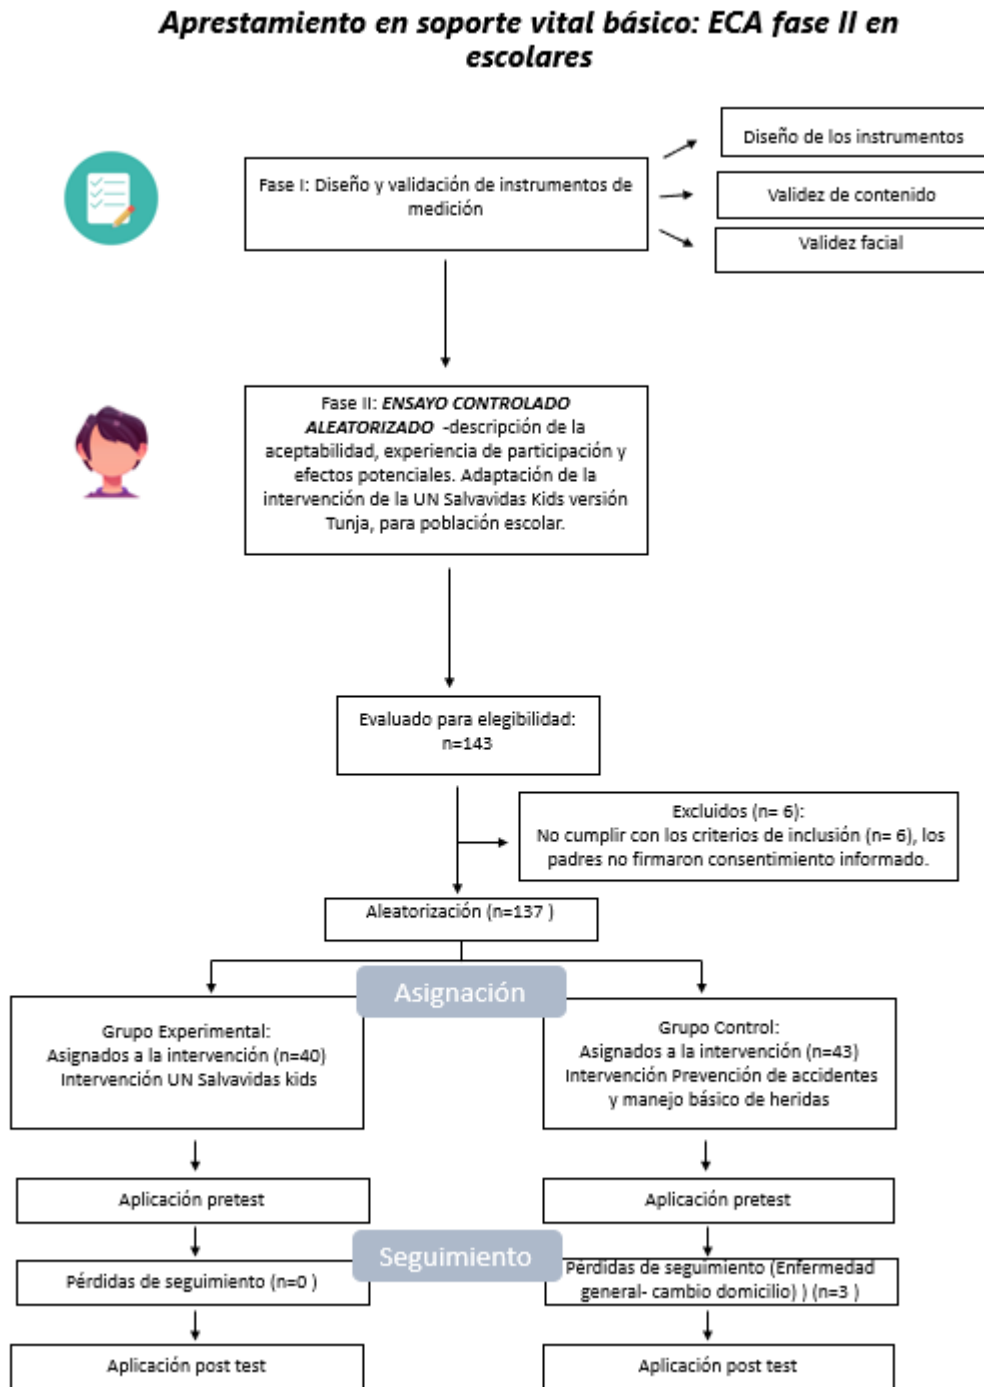 Aprestamiento en soporte vital básico: ECA fase II en
escolares
Fase I: Diseño y validación de instrumentos de
medición
Diseño de los instrumentos
Validez de contenido
Validez facial
Fase II: ENSAYO CONTROLADO
ALEATORIZADO -descripción de la
aceptabilidad, experiencia de participación y
efectos potenciales. Adaptación de la
intervención de la UN Salvavidas Kids versión
Tunja, para población escolar.
Evaluado para elegibilidad:
n=143
Excluidos (n= 6):
No cumplir con los criterios de inclusión (n= 6), los
padres no firmaron consentimiento informado.
Aleatorización (n=137 )
Asignación
Grupo Experimental:
Asignados a la intervención (n=40)
Intervención UN Salvavidas kids
Grupo Control:
Asignados a la intervención (n=43)
Intervención Prevención de accidentes
y manejo básico de heridas
Aplicación pretest
Aplicación pretest
Seguimiento
Pérdidas de seguimiento (n=0 )
Pérdidas de seguimiento (Enfermedad
general- cambio domicilio) ) (n=3 )
Aplicación post test
Aplicación post test